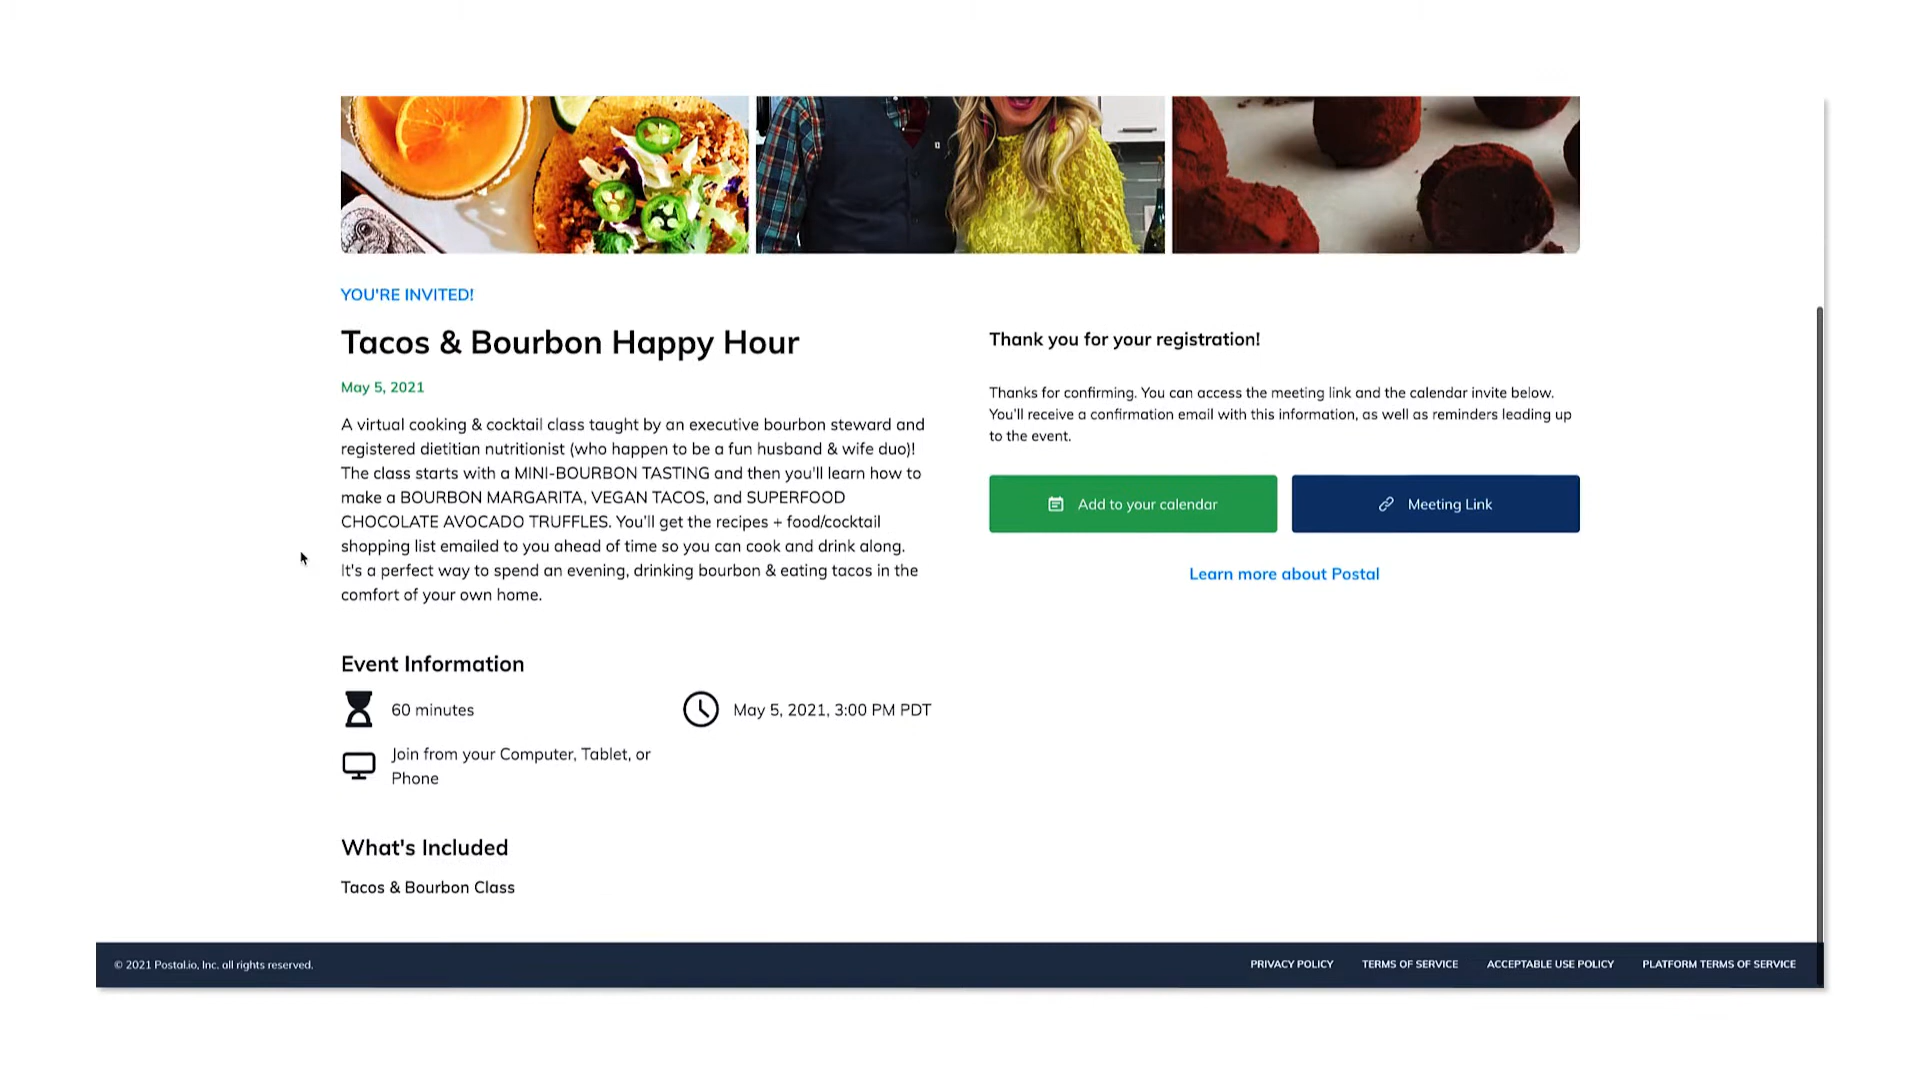 YOU'RE INVITED!
Tacos & Bourbon Happy Hour
May 5, 2021
A virtual cooking & cocktail class taught by an executive bourbon steward and
registered dietitian nutritionist (who happen to be a fun husband & wife duo)!
The class starts with a MINI-BOURBON TASTING and then you'll learn how to
make a BOURBON MARGARITA, VEGAN TACOS, and SUPERFOOD
CHOCOLATE AVOCADO TRUFFLES. You'll get the recipes + food/cocktail
shopping list emailed to you ahead of time so you can cook and drink along.
It's a perfect way to spend an evening, drinking bourbon & eating tacos in the
comfort of your own home.
Event Information
60 minutes
May 5, 2021, 3:00 PM PDT
Join from your Computer, Tablet, or
Phone
What's Included
Tacos & Bourbon Class
Thank you for your registration!
Thanks for confirming. You can access the meeting link and the calendar invite below.
You'll receive a confirmation email with this information, as well as reminders leading up
to the event.
Add to your calendar
Meeting Link
Learn more about Postal
© 2021 Postal.io, Inc. all rights reserved.
PRIVACY POLICY
TERMS OF SERVICE
ACCEPTABLE USE POLICY
PLATFORM TERMS OF SERVICE